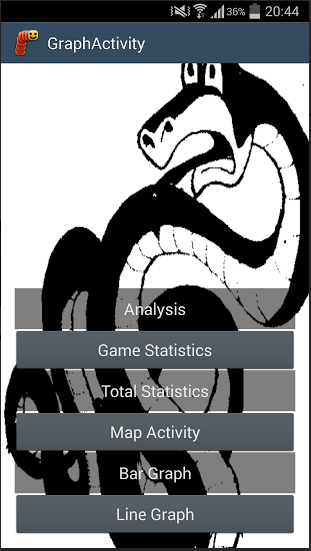 36% 20:44
GraphActivity
Analysis
Game Statistics
Total Statistics
Map Activity
Bar Graph
Line Graph